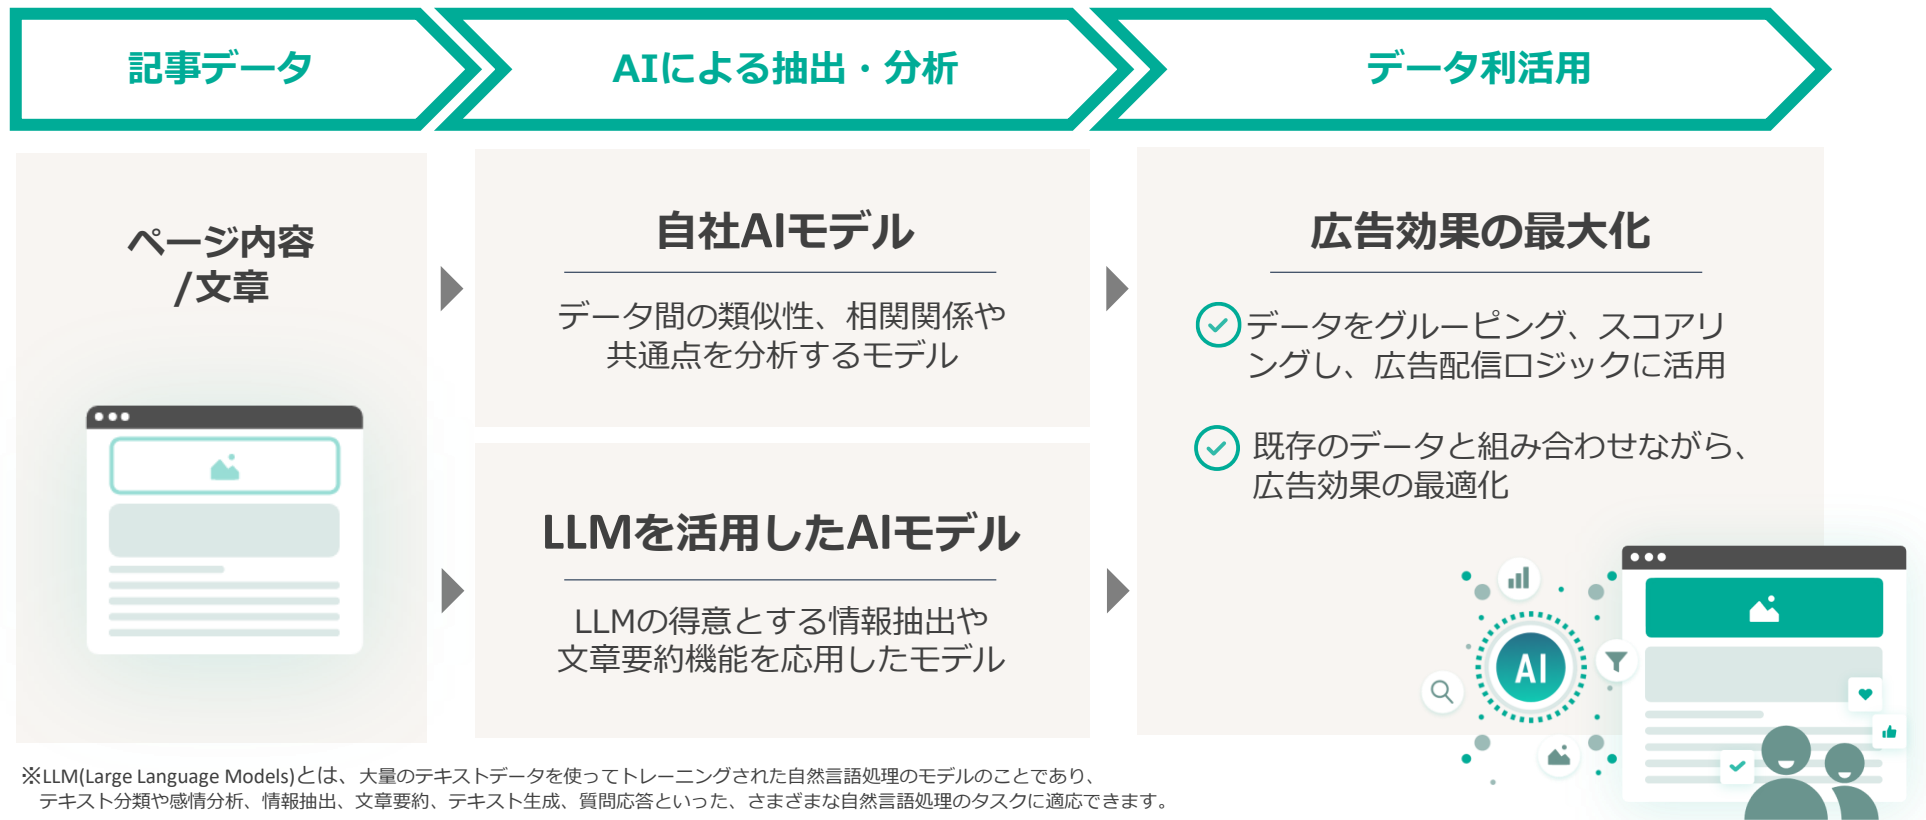 記事データ
AIによる抽出・分析
データ利活用
ページ内容
/文章
自社AIモデル
データ間の類似性、相関関係や
共通点を分析するモデル
LLMを活用したAIモデル
LLMの得意とする情報抽出や
文章要約機能を応用したモデル
広告効果の最大化
データをグルーピング、スコアリ
ングし、広告配信ロジックに活用
既存のデータと組み合わせながら、
広告効果の最適化
AI
※LLM(Large Language Models)とは、大量のテキストデータを使ってトレーニングされた自然言語処理のモデルのことであり、
テキスト分類や感情分析、情報抽出、文章要約、テキスト生成、質問応答といった、さまざまな自然言語処理のタスクに適応できます。